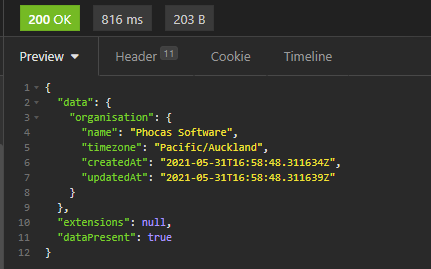 200 OK 816 ms 203 B
Preview Header 11 Cookie Timeline
1 {
2 "data": {
3 "organisation": {
4 "name": "Phocas Software",
5 "timezone": "Pacific/Auckland",
6 "createdAt": "2021-05-31T16:58:48.311634Z",
7 "updatedAt": "2021-05-31T16:58:48.311639Z"
8 }
9 },
10 "extensions": null,
11 "dataPresent": true
12 }